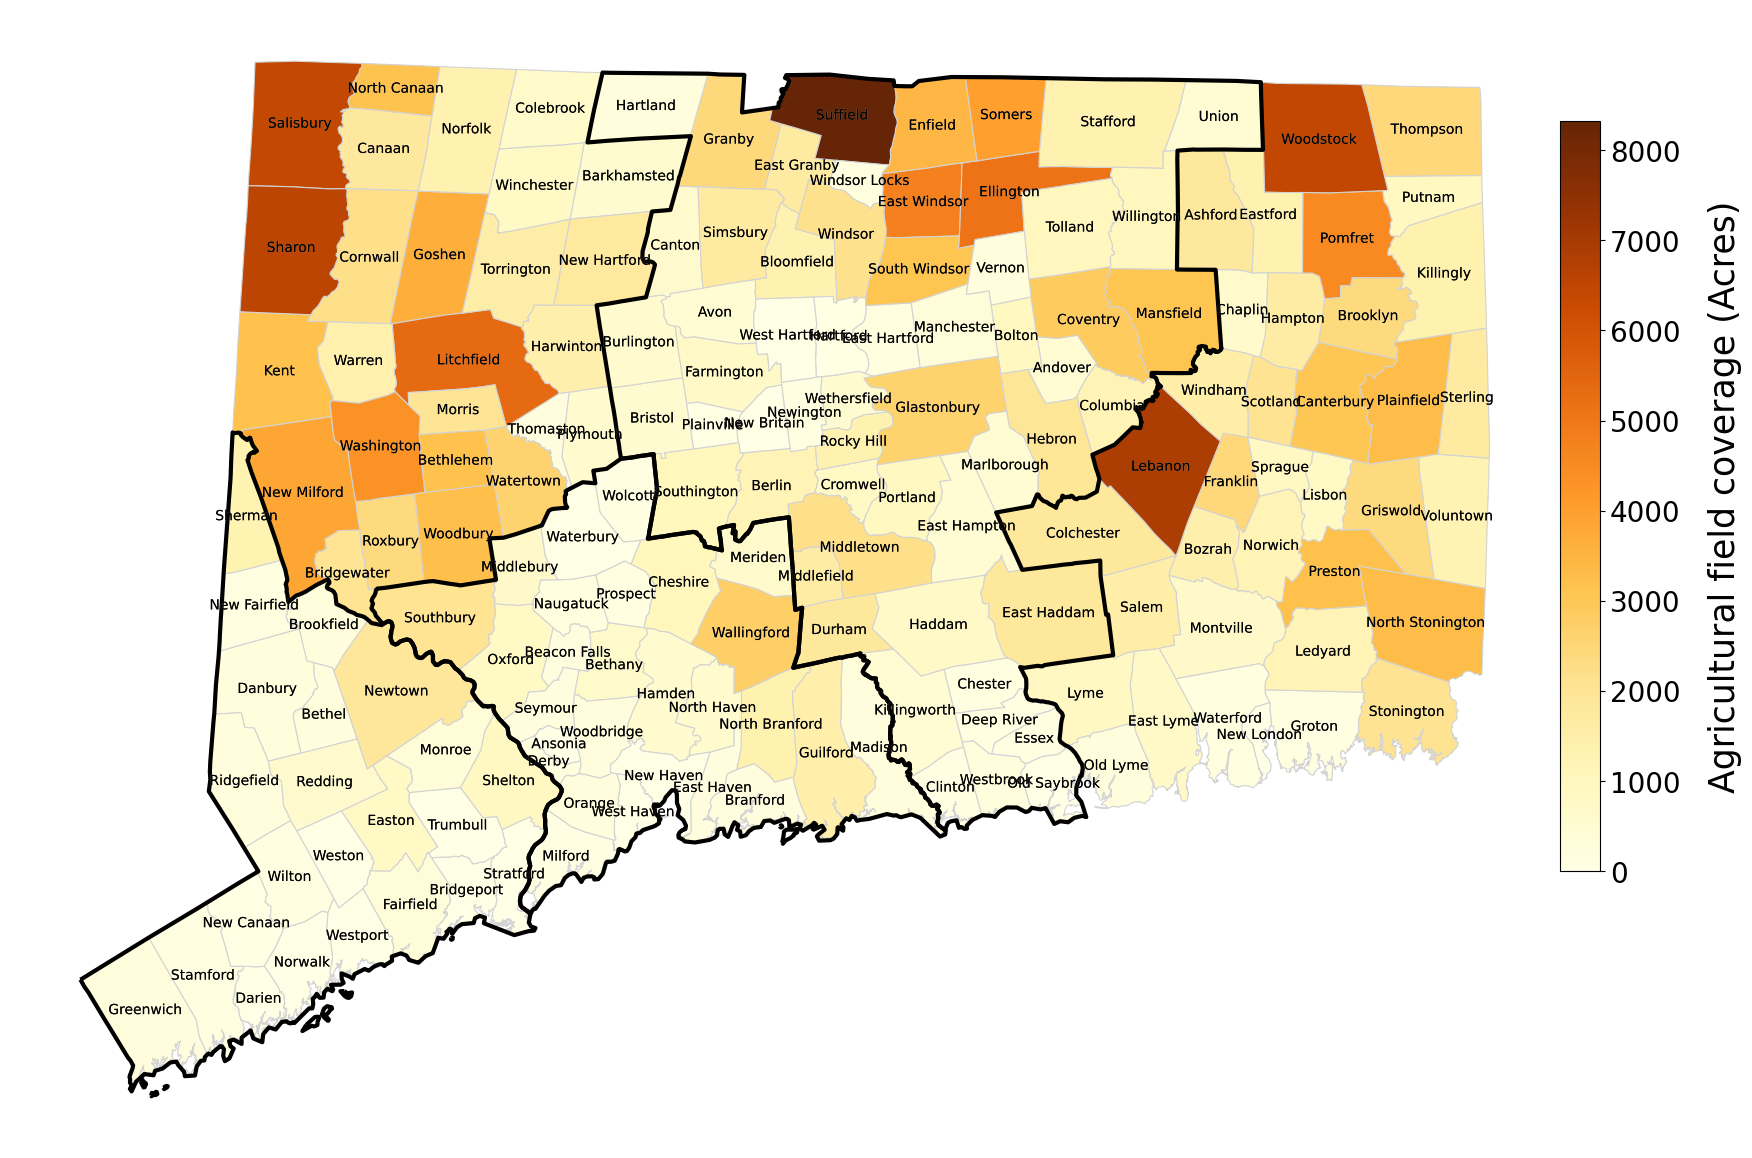 North Canaan
Salisbury
Canaan
Norfolk
Colebrook
Hartland
Granby
Suffield
Enfield
Somers
Stafford
Union
Woodstock
Thompson
East Granby
Windsor Locks
Winchester
Barkhamsted
East Windsor
Ellington
Putnam
Sharon
Cornwall
Goshen
Torrington
New Hartford
Canton
Simsbury
Bloomfield
Windsor
South Windsor
Vernon
Tolland
Willington
Ashford
Eastford
Pomfret
Killingly
Kent
Warren
Litchfield
Harwinton
Burlington
Avon
West Hartford
Hartford
East Hartford
Manchester
Bolton
Coventry
Mansfield
Chaplin
Hampton
Brooklyn
Farmington
Andover
Morris
Thomaston
Plymouth
Bristol
Plainville
New Britain
Newington
Wethersfield
Glastonbury
Rocky Hill
Hebron
Columbia
Windham
Scotland
Canterbury
Plainfield
Sterling
Washington
Bethlehem
Watertown
New Milford
Wolcott
Southington
Berlin
Cromwell
Portland
Marlborough
Lebanon
Franklin
Sprague
Lisbon
Griswold
Voluntown
Sherman
Roxbury
Woodbury
Waterbury
Middlebury
Meriden
Middletown
Middlefield
East Hampton
Colchester
Bozrah
Norwich
Preston
Bridgewater
New Fairfield
Brookfield
Southbury
Naugatuck
Prospect
Cheshire
Wallingford
Durham
Haddam
East Haddam
Salem
Montville
Ledyard
North Stonington
Danbury
Bethel
Newtown
Oxford
Beacon Falls
Bethany
Hamden
North Haven
North Branford
Seymour
Woodbridge
Ansonia
Derby
Guilford
Madison
Killingworth
Chester
Deep River
Essex
Lyme
East Lyme
Waterford
New London
Groton
Stonington
Ridgefield
Redding
Monroe
Shelton
Orange
New Haven
West Haven
East Haven
Branford
Clinton
Westbrook
Old Saybrook
Old Lyme
Easton
Trumbull
Weston
Wilton
Stratford
Milford
Bridgeport
Fairfield
New Canaan
Westport
Norwalk
Stamford
Darien
Greenwich
8000
7000
6000
5000
4000
3000
2000
1000
0
Agricultural field coverage (Acres)